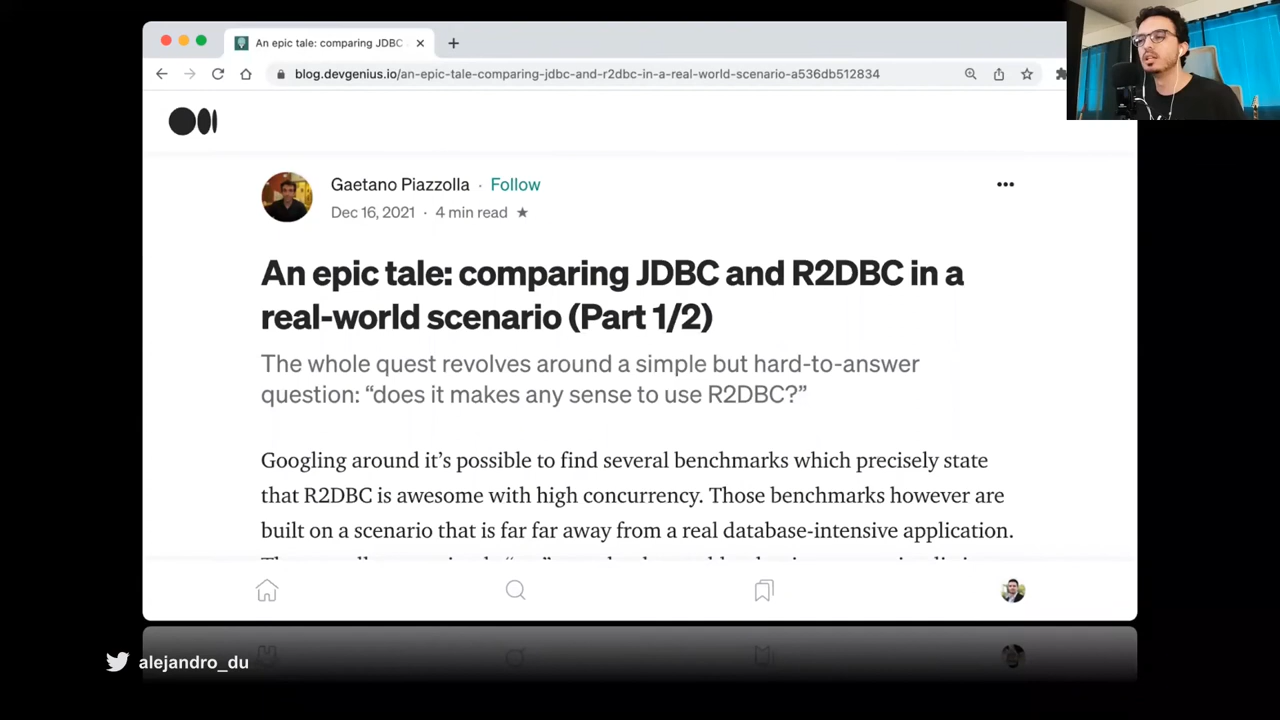 An epic tale: comparing JDBC
blog.devgenius.io/an-epic-tale-comparing-jdbc-and-r2dbc-in-a-real-world-scenario-a536db512834
Gaetano Piazzolla · Follow
Dec 16, 2021 · 4 min read
An epic tale: comparing JDBC and R2DBC in a
real-world scenario (Part 1/2)
The whole quest revolves around a simple but hard-to-answer
question: “does it makes any sense to use R2DBC?”
Googling around it’s possible to find several benchmarks which precisely state
that R2DBC is awesome with high concurrency. Those benchmarks however are
built on a scenario that is far far away from a real database-intensive application.
alejandro_du